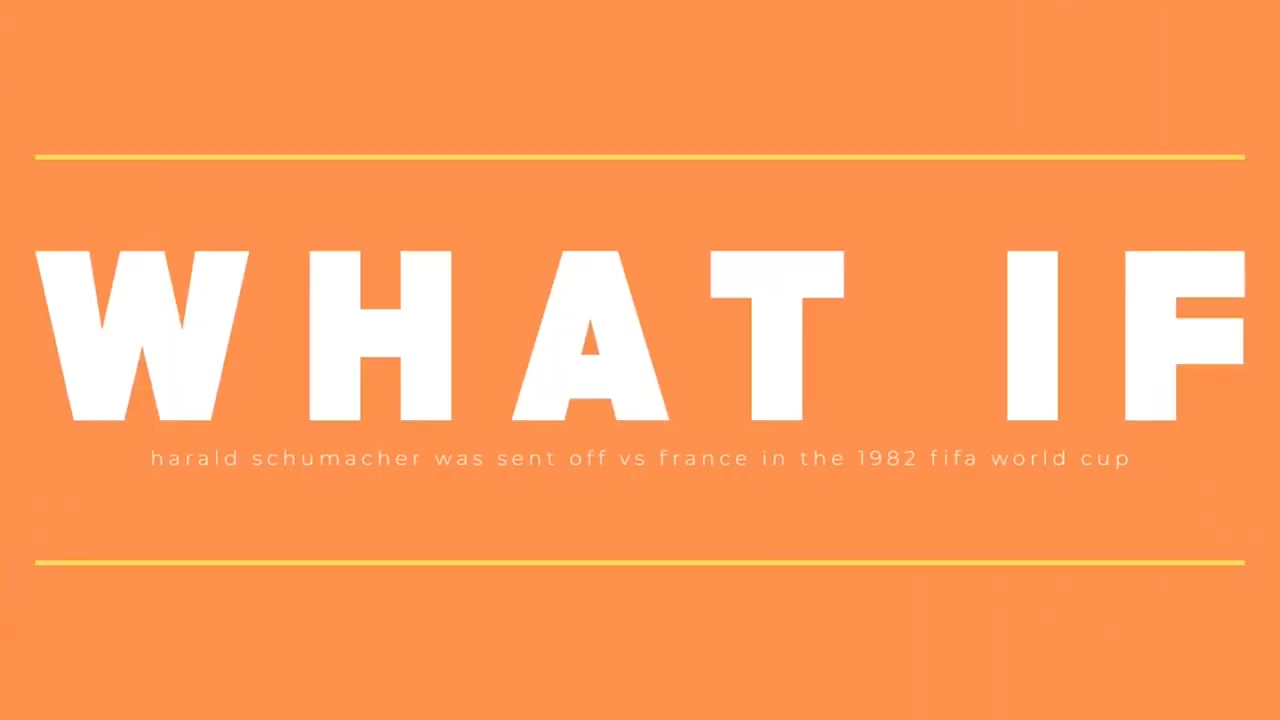 WHAT IF
harald schumacher was sent off vs france in the 1982 fifa world cup